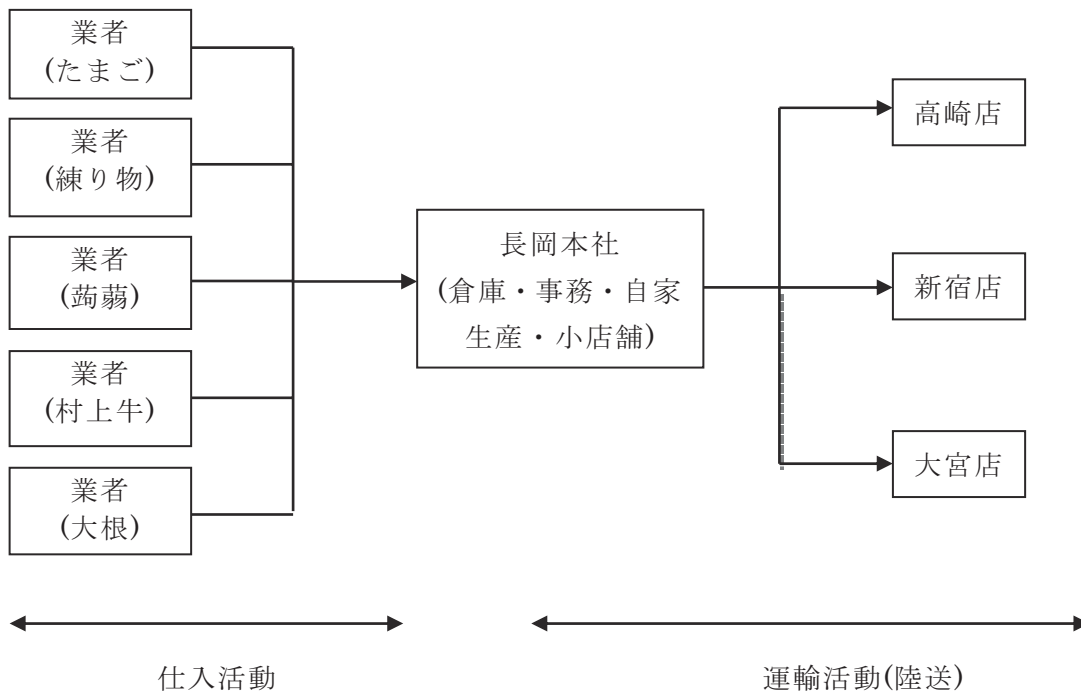 業者
(たまご)
業者
(練り物)
業者
(蒟蒻)
業者
(村上牛)
業者
(大根)
長岡本社
(倉庫・事務・自家
生産・小店舗)
高崎店
新宿店
大宮店
仕入活動
運輸活動(陸送)